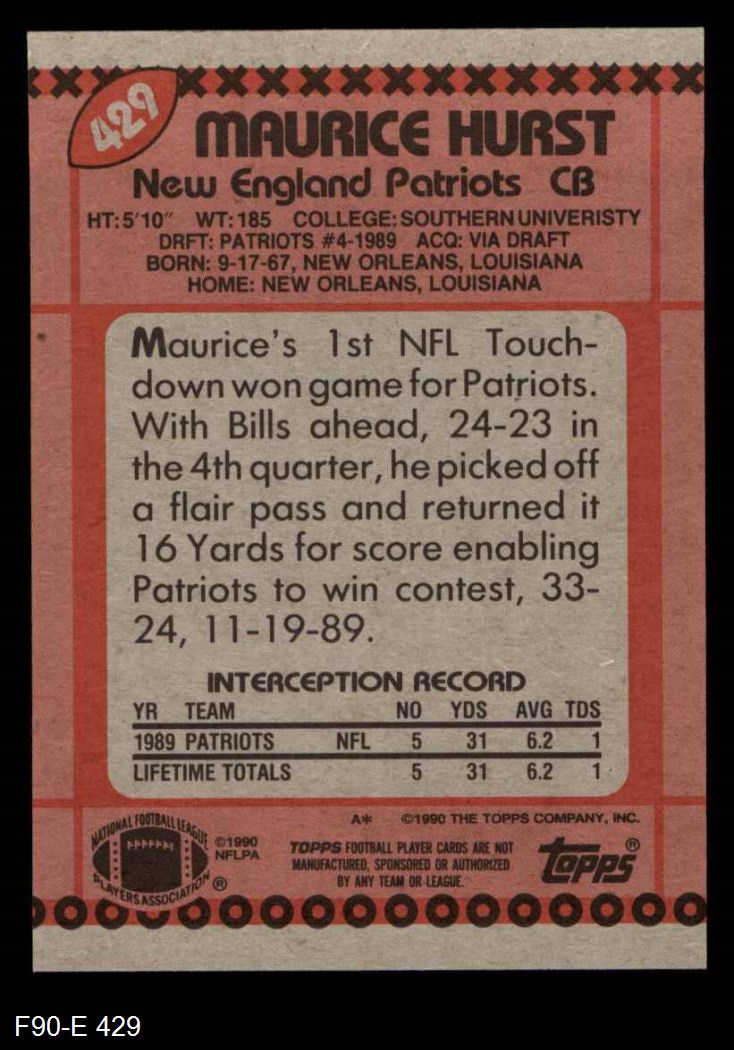 429
MAURICE HURST
New England Patriots CB
HT: 5'10" WT: 185 COLLEGE: SOUTHERN UNIVERISTY
DRFT: PATRIOTS #4-1989 ACQ: VIA DRAFT
BORN: 9-17-67, NEW ORLEANS, LOUISIANA
HOME: NEW ORLEANS, LOUISIANA
Maurice's 1st NFL Touch-
down won game for Patriots.
With Bills ahead, 24-23 in
the 4th quarter, he picked off
a flair pass and returned it
16 Yards for score enabling
Patriots to win contest, 33-
24, 11-19-89.
INTERCEPTION RECORD
YR TEAM NO YDS AVG TDS
1989 PATRIOTS NFL 5 31 6.2 1
LIFETIME TOTALS 5 31 6.2 1
A* ©1990 THE TOPPS COMPANY, INC.
NATIONAL FOOTBALL LEAGUE
PLAYERS ASSOCIATION ®
©1990
NFLPA
TOPPS FOOTBALL PLAYER CARDS ARE NOT
MANUFACTURED, SPONSORED OR AUTHORIZED
BY ANY TEAM OR LEAGUE.
topps ®
F90-E 429